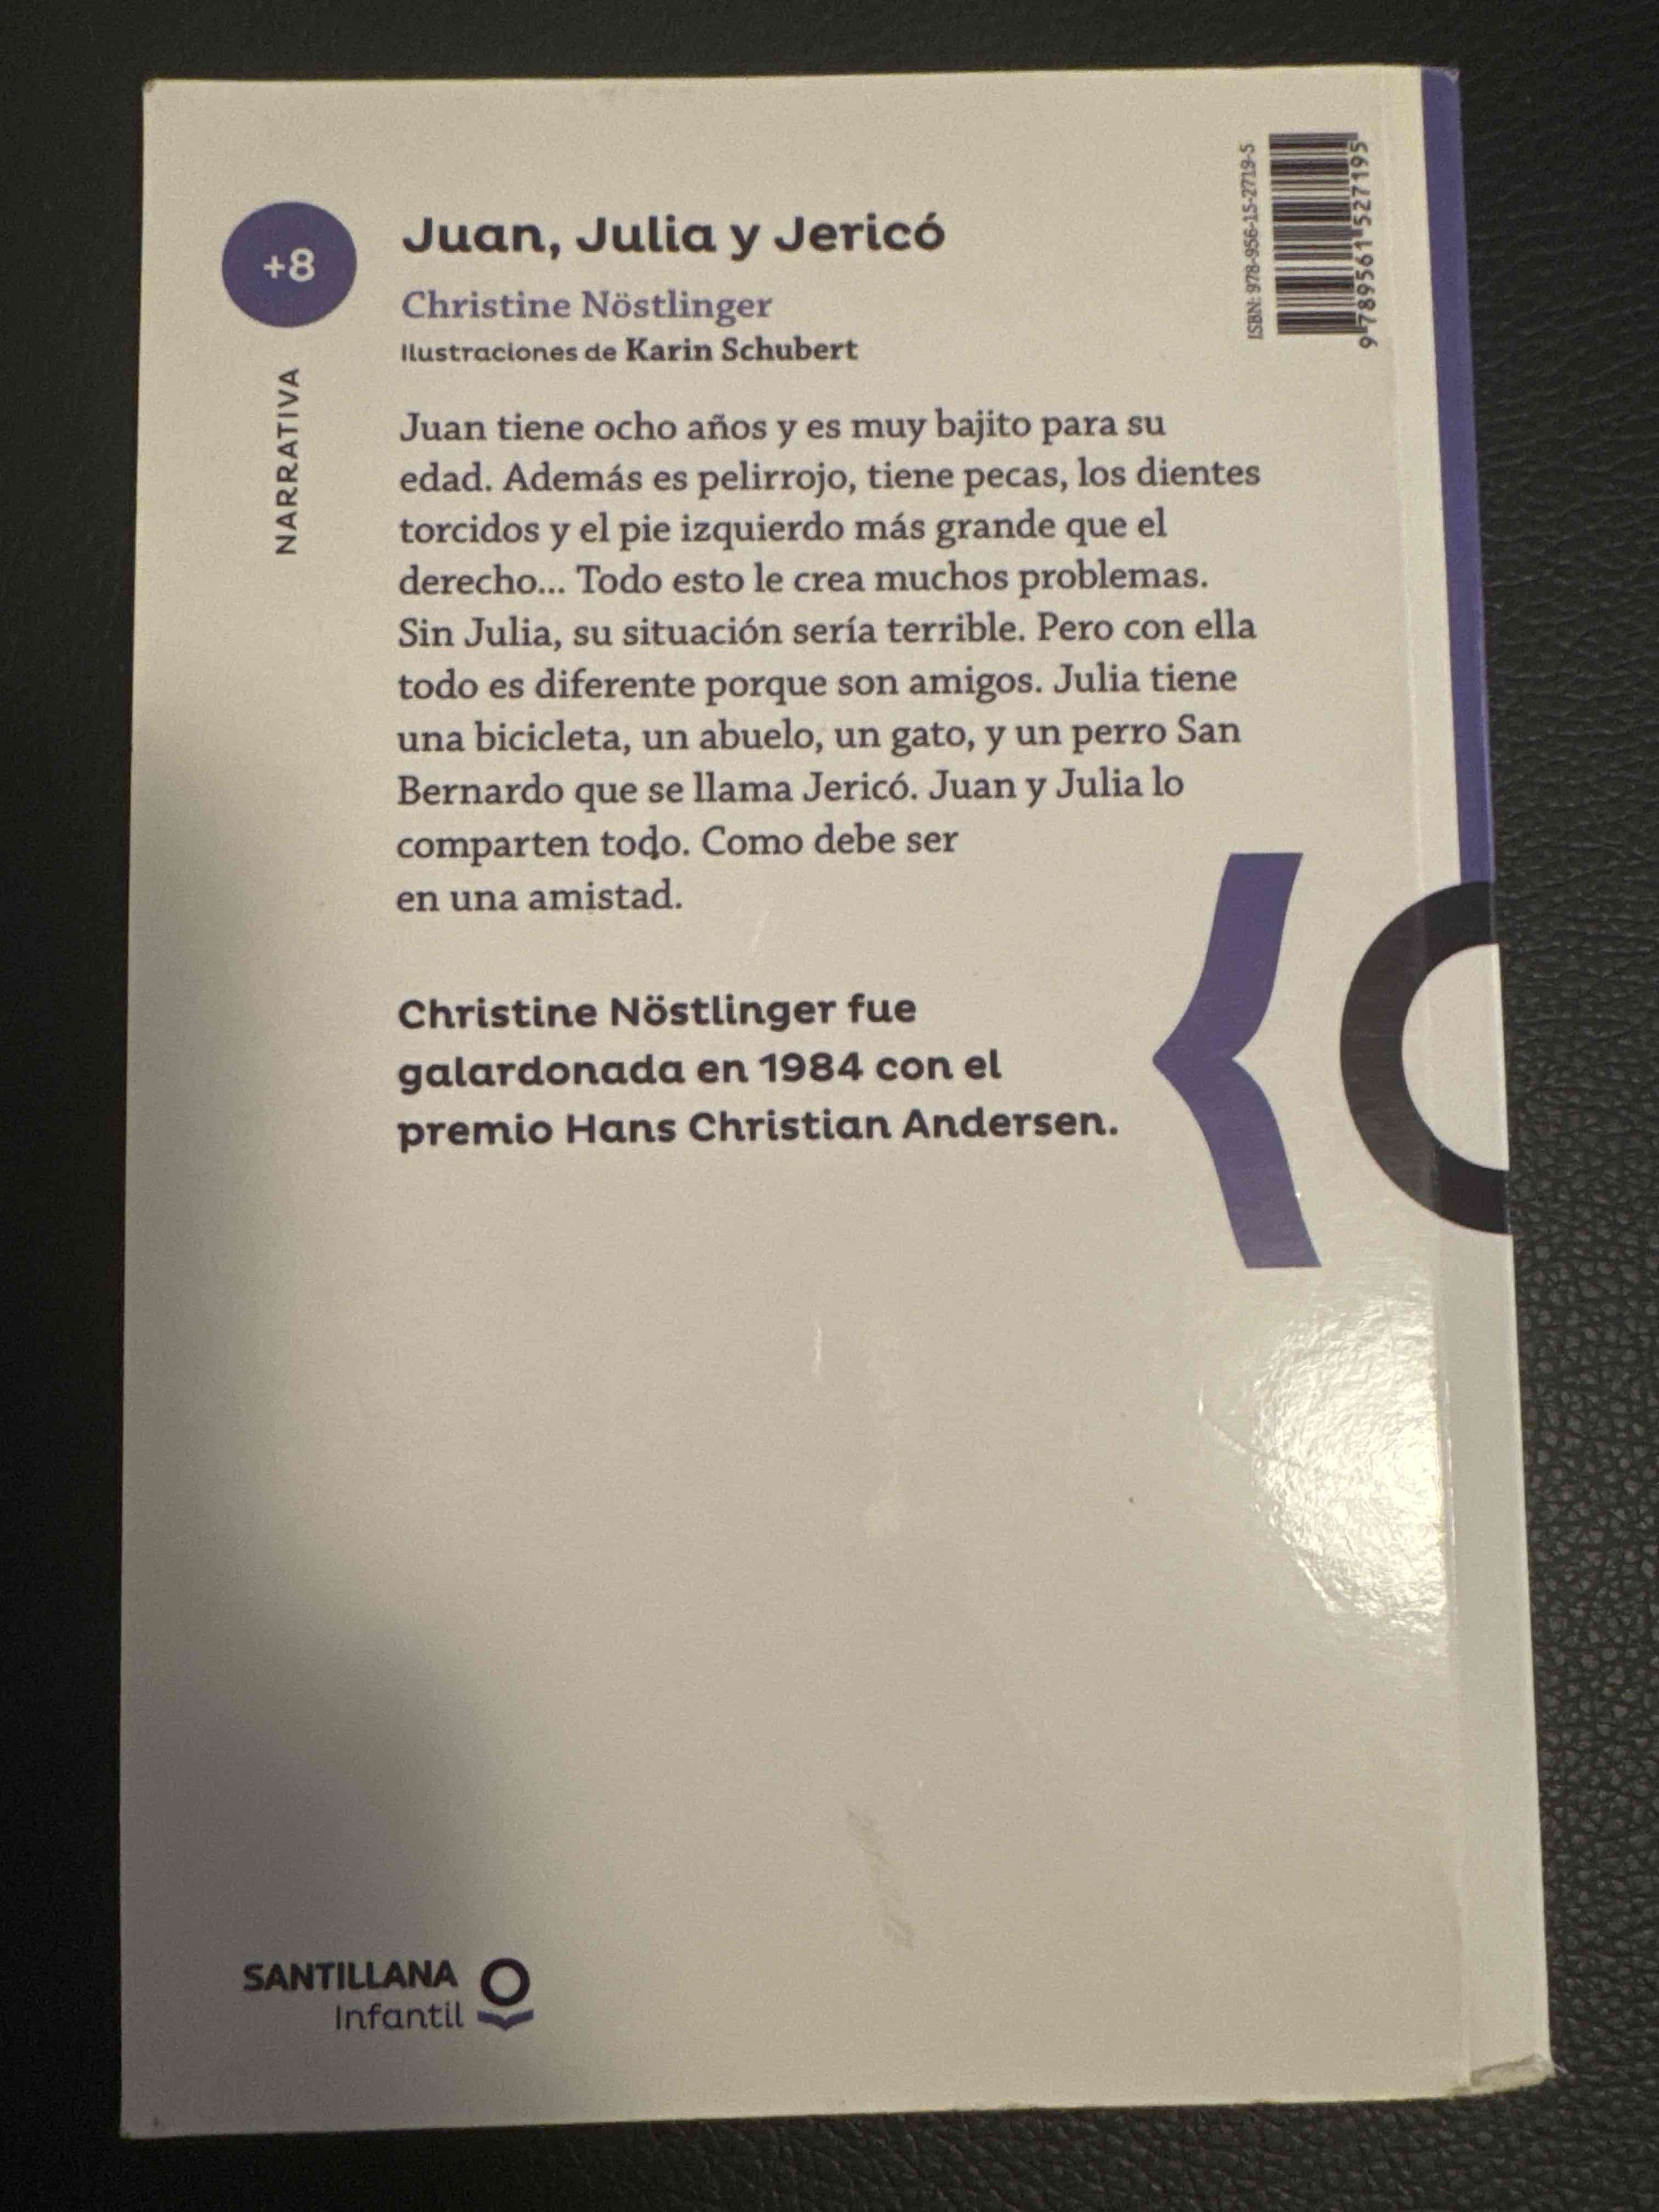 +8
NARRATIVA
Juan, Julia y Jericó
Christine Nöstlinger
Ilustraciones de Karin Schubert
ISBN: 978-956-15-2719-5
9 789561 527195
Juan tiene ocho años y es muy bajito para su
edad. Además es pelirrojo, tiene pecas, los dientes
torcidos y el pie izquierdo más grande que el
derecho... Todo esto le crea muchos problemas.
Sin Julia, su situación sería terrible. Pero con ella
todo es diferente porque son amigos. Julia tiene
una bicicleta, un abuelo, un gato, y un perro San
Bernardo que se llama Jericó. Juan y Julia lo
comparten todo. Como debe ser
en una amistad.
Christine Nöstlinger fue
galardonada en 1984 con el
premio Hans Christian Andersen.
SANTILLANA
Infantil